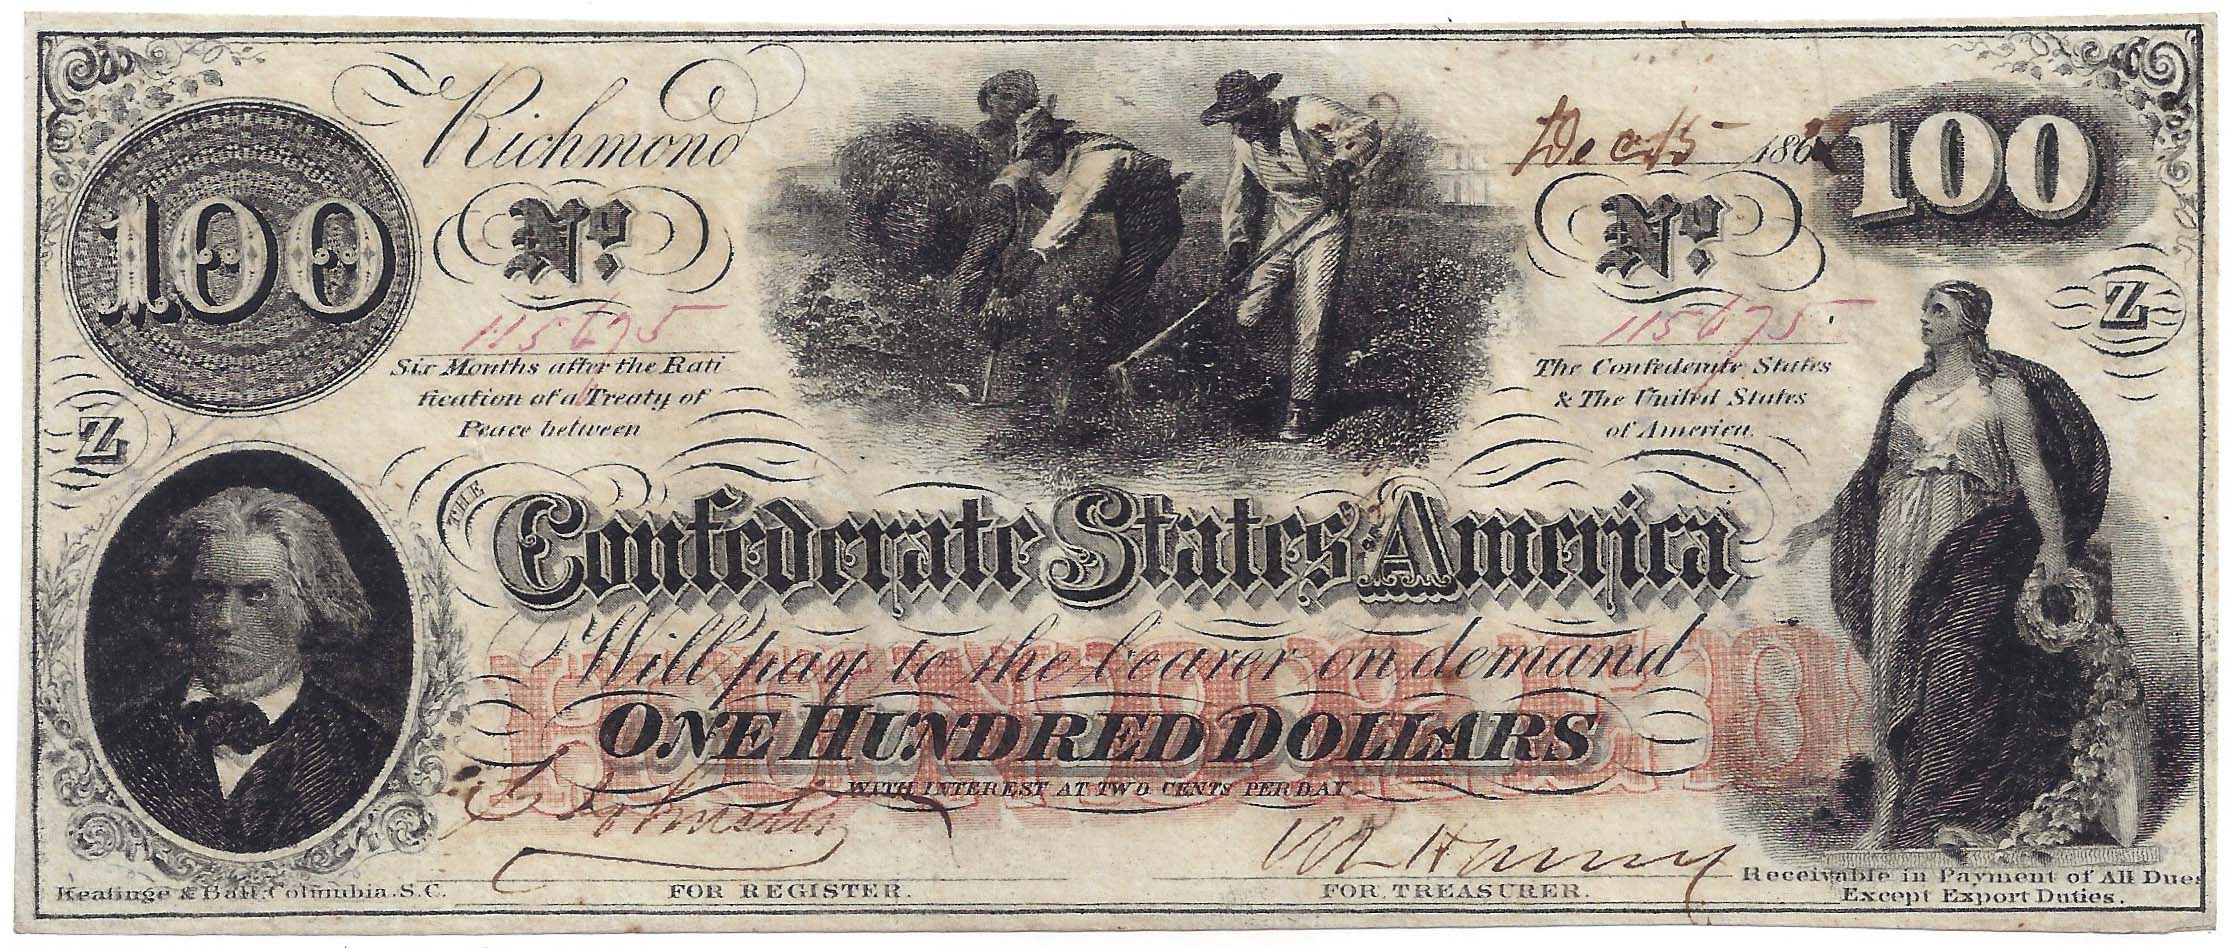 Richmond
Dec 15 1862
100
100
No.
No.
115675
115675
Six Months after the Rati
fication of a Treaty of
Peace between
The Confederate States
& The United States
of America.
Z
Z
THE
Confederate States of America
Will pay to the bearer on demand
HUNDRED
ONE HUNDRED DOLLARS
WITH INTEREST AT TWO CENTS PER DAY.
Keatinge & Ball, Columbia, S.C.
FOR REGISTER.
FOR TREASURER.
Receivable in Payment of All Dues
Except Export Duties.